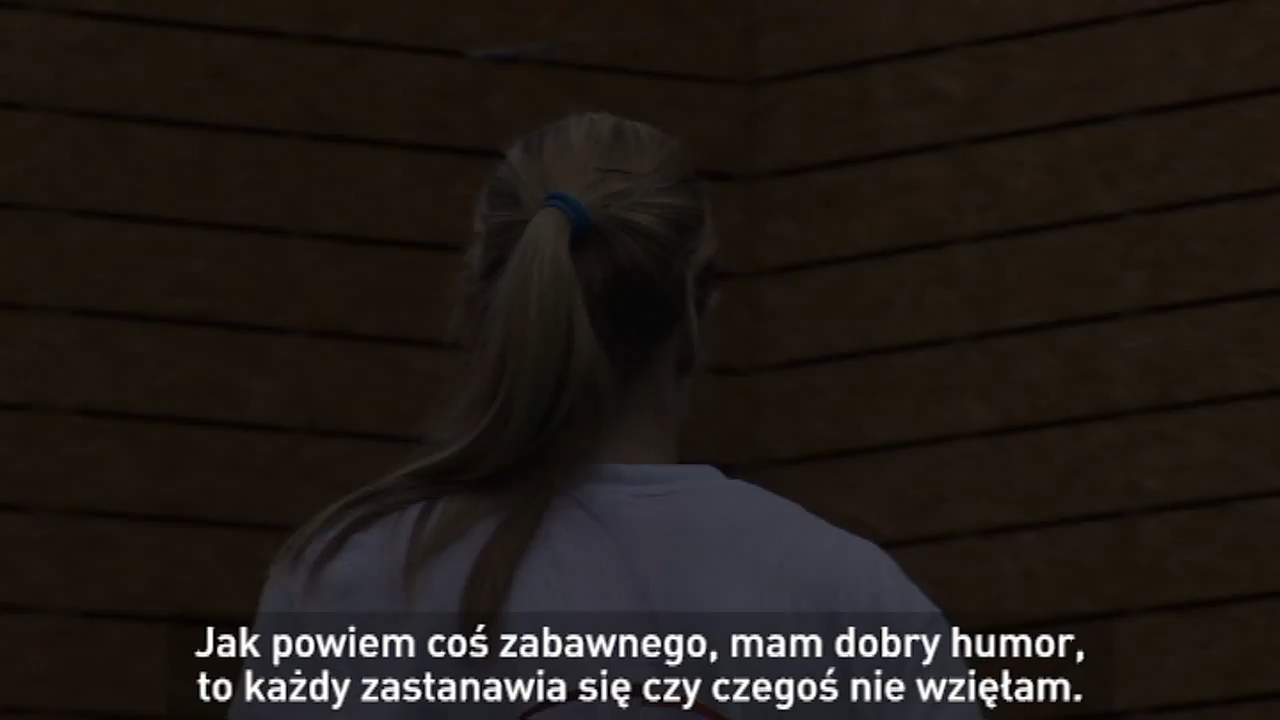 Jak powiem coś zabawnego, mam dobry humor,
to każdy zastanawia się czy czegoś nie wzięłam.